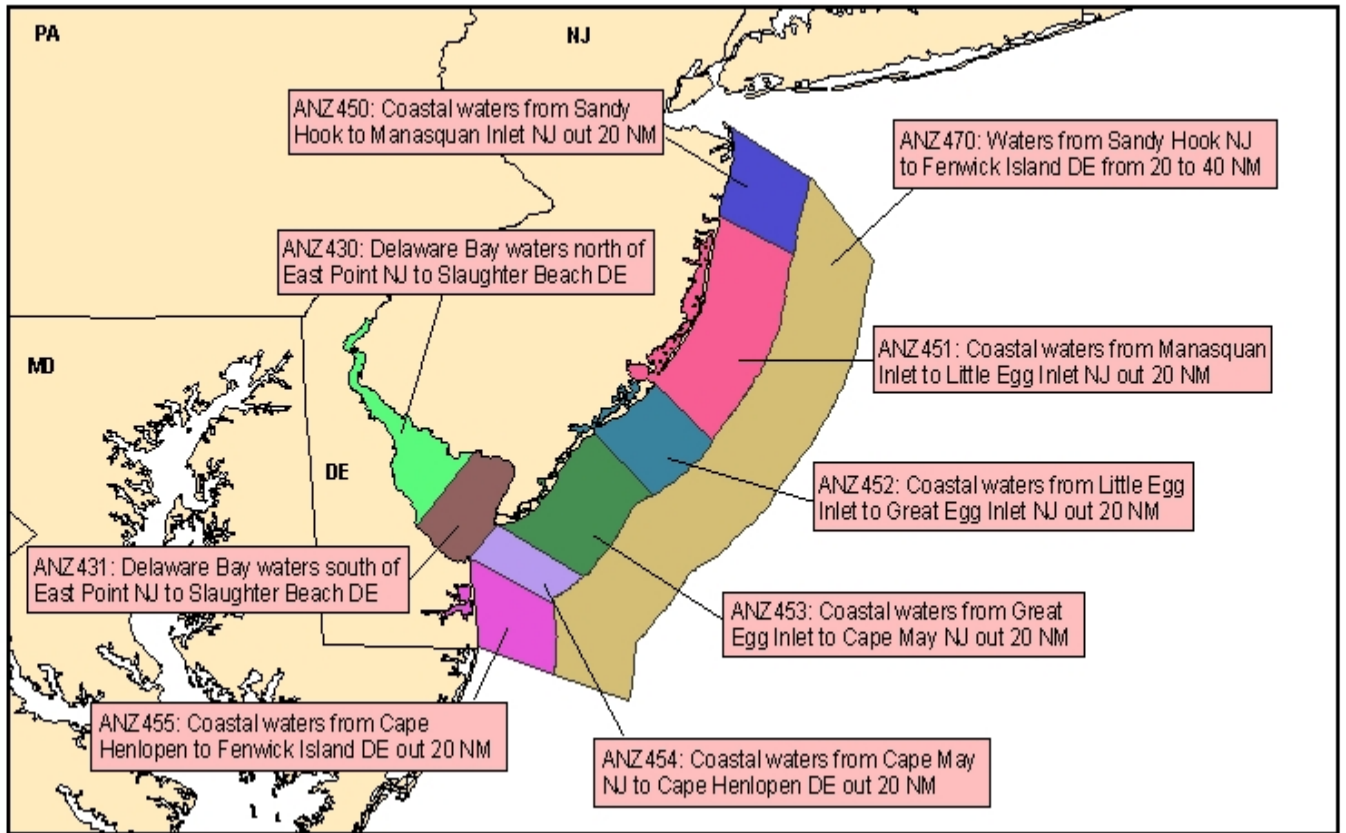 PA
NJ
ANZ450: Coastal waters from Sandy
Hook to Manasquan Inlet NJ out 20 NM
ANZ470: Waters from Sandy Hook NJ
to Fenwick Island DE from 20 to 40 NM
ANZ430: Delaware Bay waters north of
East Point NJ to Slaughter Beach DE
ANZ451: Coastal waters from Manasquan
Inlet to Little Egg Inlet NJ out 20 NM
MD
DE
ANZ452: Coastal waters from Little Egg
Inlet to Great Egg Inlet NJ out 20 NM
ANZ431: Delaware Bay waters south of
East Point NJ to Slaughter Beach DE
ANZ453: Coastal waters from Great
Egg Inlet to Cape May NJ out 20 NM
ANZ455: Coastal waters from Cape
Henlopen to Fenwick Island DE out 20 NM
ANZ454: Coastal waters from Cape May
NJ to Cape Henlopen DE out 20 NM